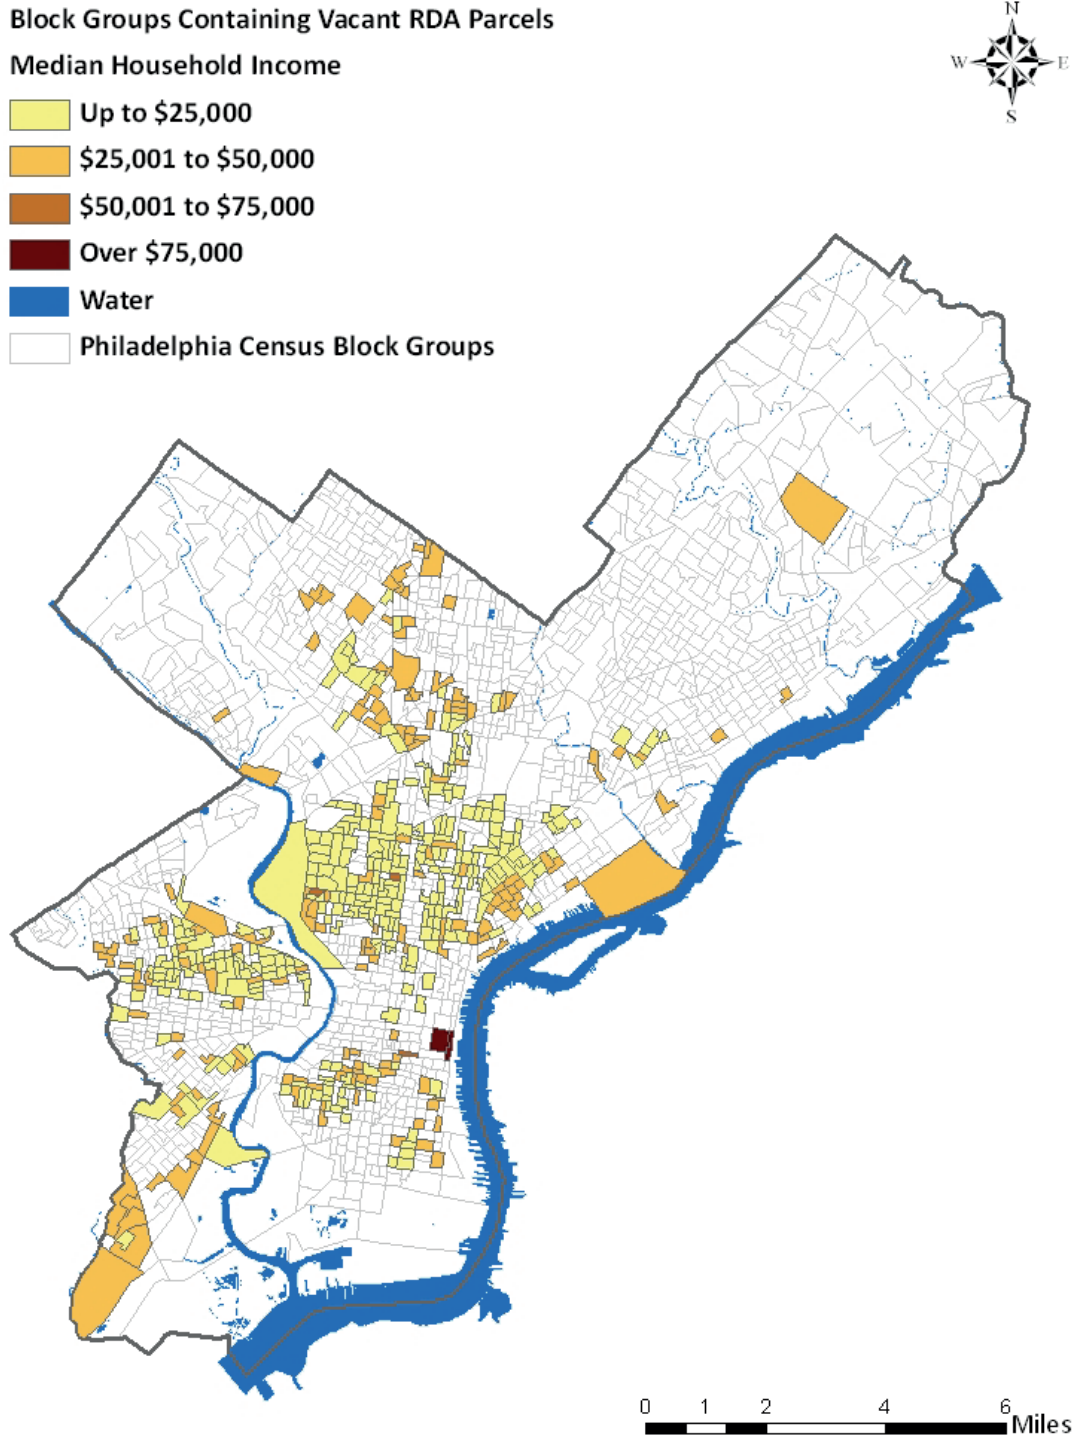 Block Groups Containing Vacant RDA Parcels
Median Household Income
Up to $25,000
$25,001 to $50,000
$50,001 to $75,000
Over $75,000
Water
Philadelphia Census Block Groups
N
W E
S
0 1 2 4 6
Miles